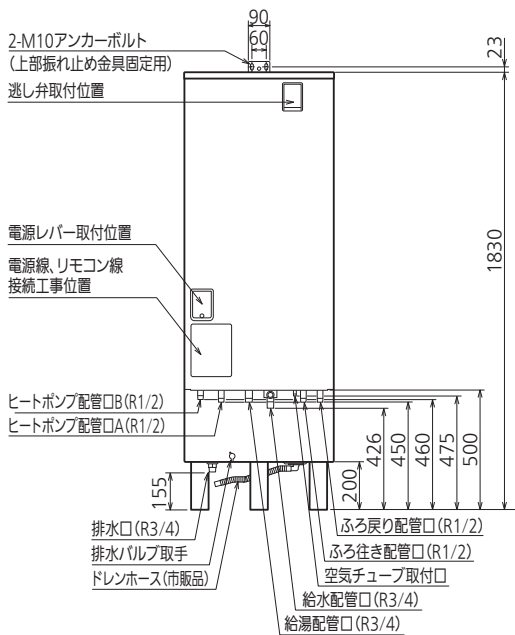 90
60
23
2-M10アンカーボルト
(上部振れ止め金具固定用)
逃し弁取付位置
1830
電源レバー取付位置
電源線、リモコン線
接続工事位置
ヒートポンプ配管口B(R1/2)
ヒートポンプ配管口A(R1/2)
155
200
426
450
460
475
500
排水口(R3/4)
排水バルブ取手
ドレンホース(市販品)
ふろ戻り配管口(R1/2)
ふろ往き配管口(R1/2)
空気チューブ取付口
給水配管口(R3/4)
給湯配管口(R3/4)